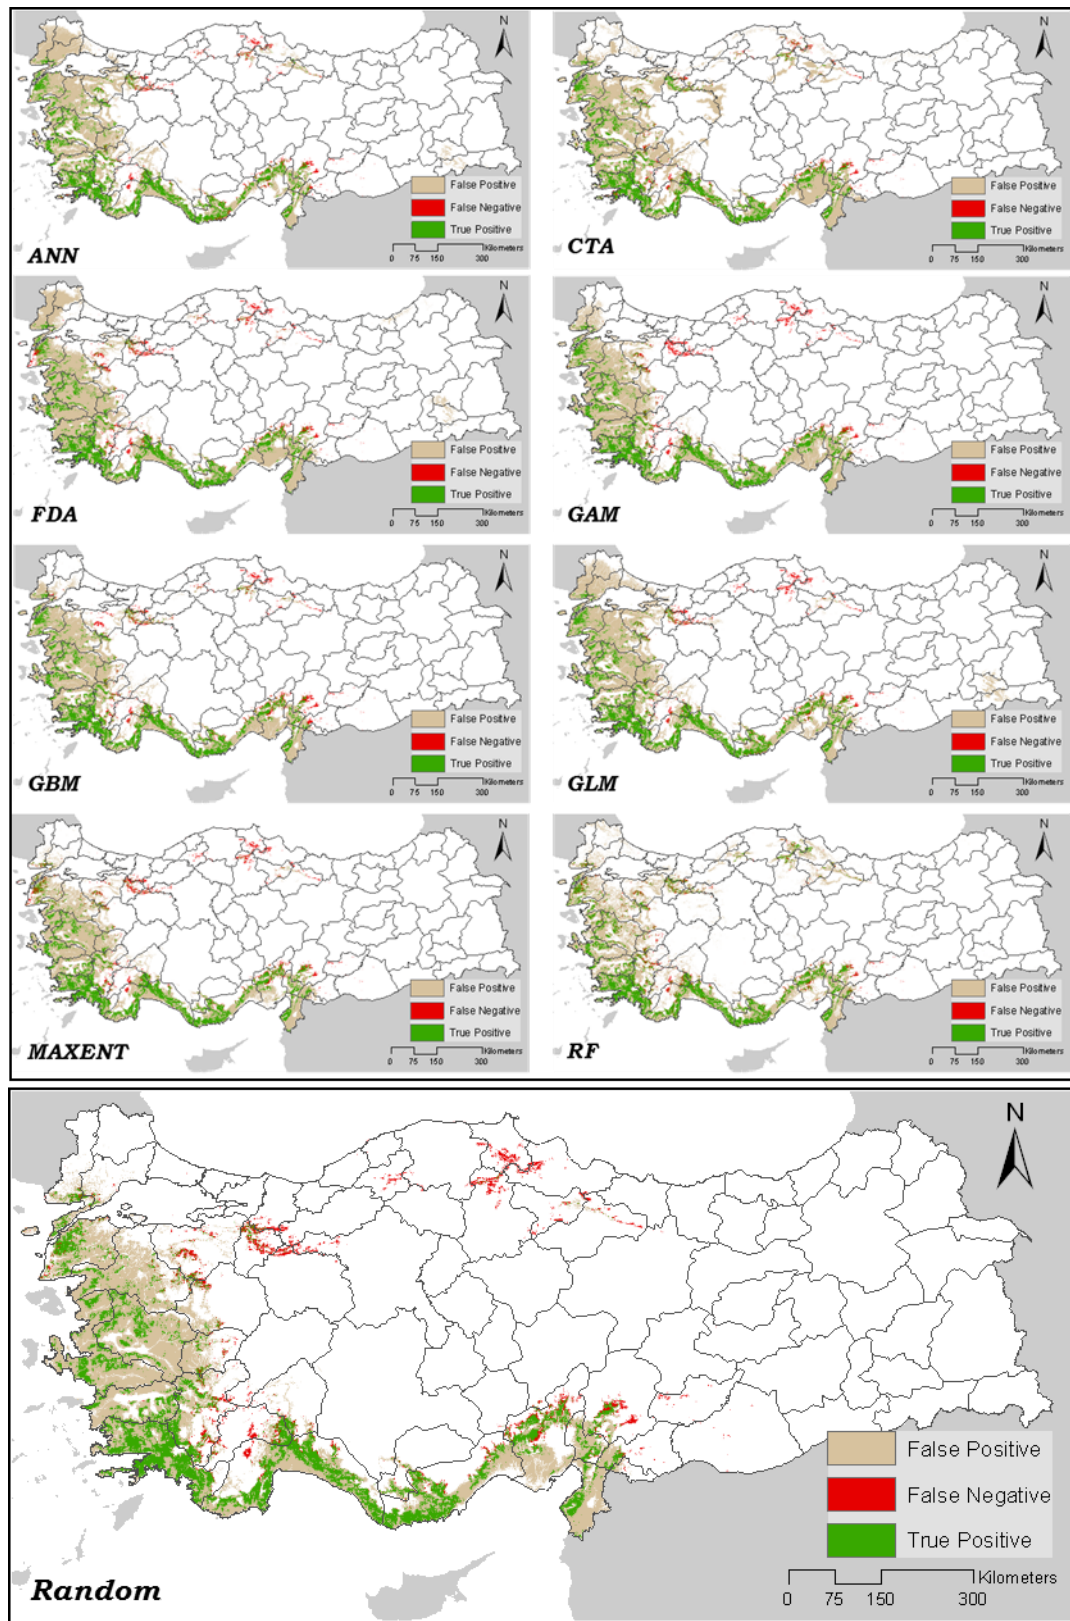 N
False Positive
False Negative
True Positive
Kilometers
0 75 150 300
ANN
N
False Positive
False Negative
True Positive
Kilometers
0 75 150 300
CTA
N
False Positive
False Negative
True Positive
Kilometers
0 75 150 300
FDA
N
False Positive
False Negative
True Positive
Kilometers
0 75 150 300
GAM
N
False Positive
False Negative
True Positive
Kilometers
0 75 150 300
GBM
N
False Positive
False Negative
True Positive
Kilometers
0 75 150 300
GLM
N
False Positive
False Negative
True Positive
Kilometers
0 75 150 300
MAXENT
N
False Positive
False Negative
True Positive
Kilometers
0 75 150 300
RF
N
False Positive
False Negative
True Positive
Kilometers
0 75 150 300
Random